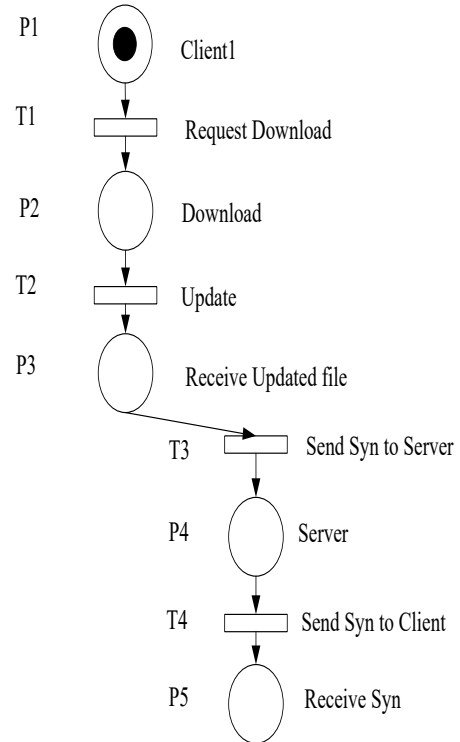 P1
Client1
T1
Request Download
P2
Download
T2
Update
P3
Receive Updated file
T3
Send Syn to Server
P4
Server
T4
Send Syn to Client
P5
Receive Syn